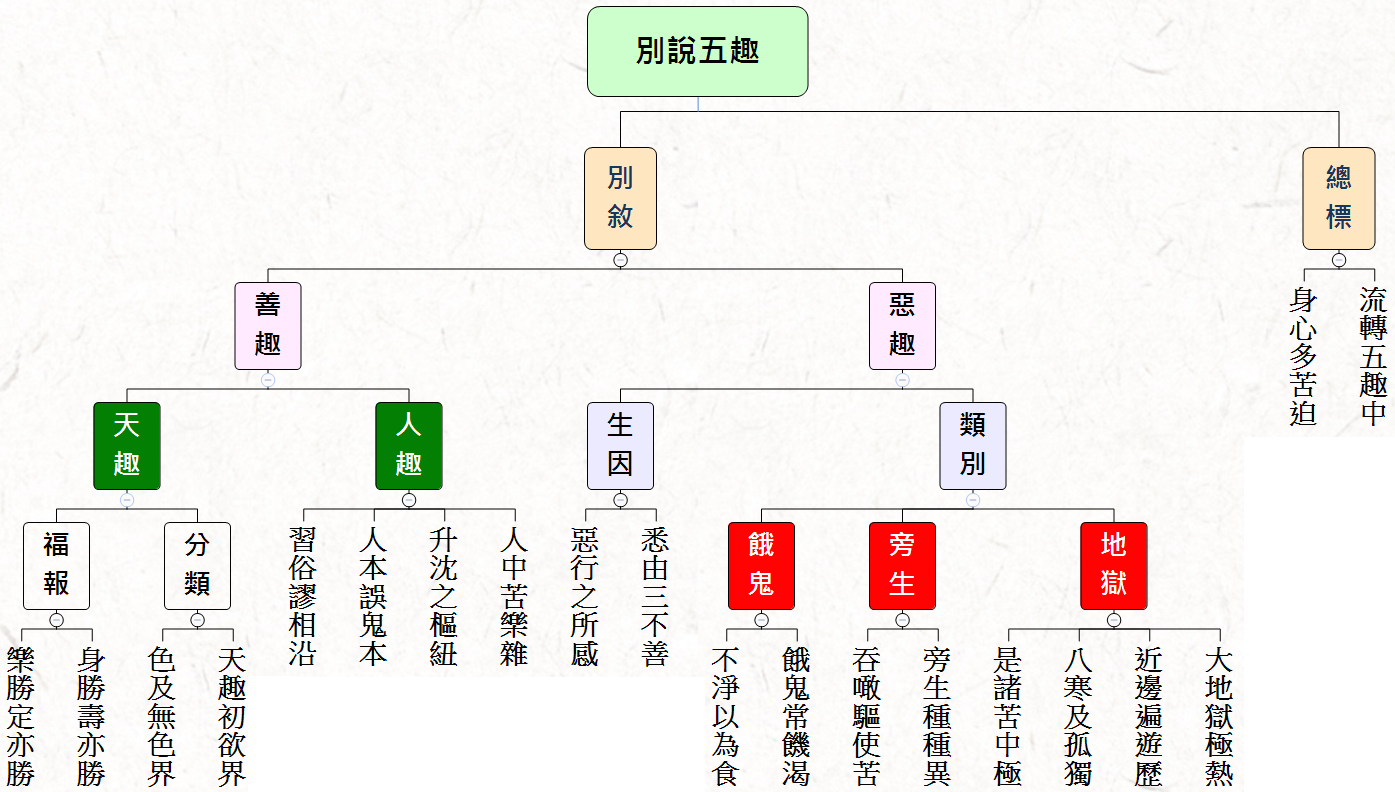 別說五趣
總標
流轉五趣中
身心多苦迫
別敘
惡趣
類別
地獄
大地獄極熱
近邊遍遊歷
八寒及孤獨
是諸苦中極
旁生
旁生種種異
吞噉驅使苦
餓鬼
餓鬼常饑渴
不淨以為食
生因
悉由三不善
惡行之所感
善趣
人趣
人中苦樂雜
升沈之樞紐
人本誤鬼本
習俗謬相沿
天趣
分類
天趣初欲界
色及無色界
福報
身勝壽亦勝
樂勝定亦勝